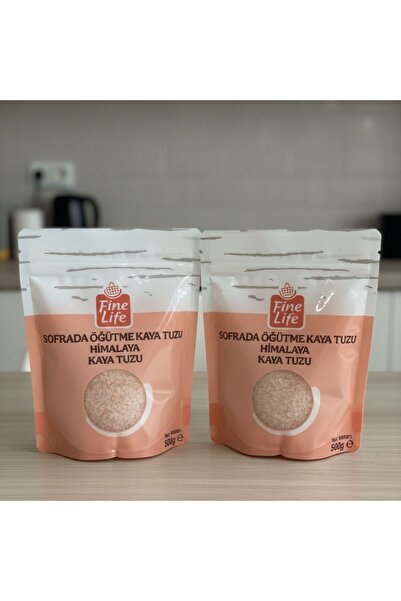 Fine
Life
SOFRADA ÖĞÜTME KAYA TUZU
HİMALAYA
KAYA TUZU
500g e
Fine
Life
SOFRADA ÖĞÜTME KAYA TUZU
HİMALAYA
KAYA TUZU
500g e